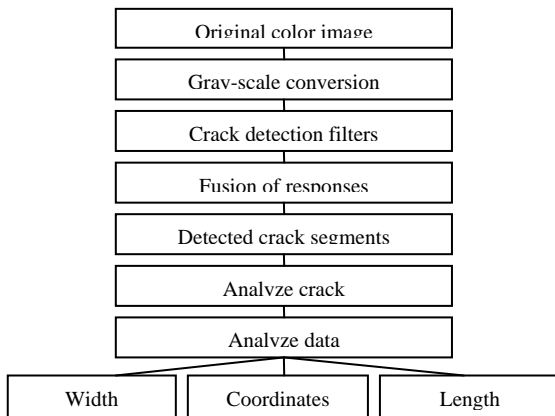 Original color image
Gray-scale conversion
Crack detection filters
Fusion of responses
Detected crack segments
Analyze crack
Analyze data
Width Coordinates Length